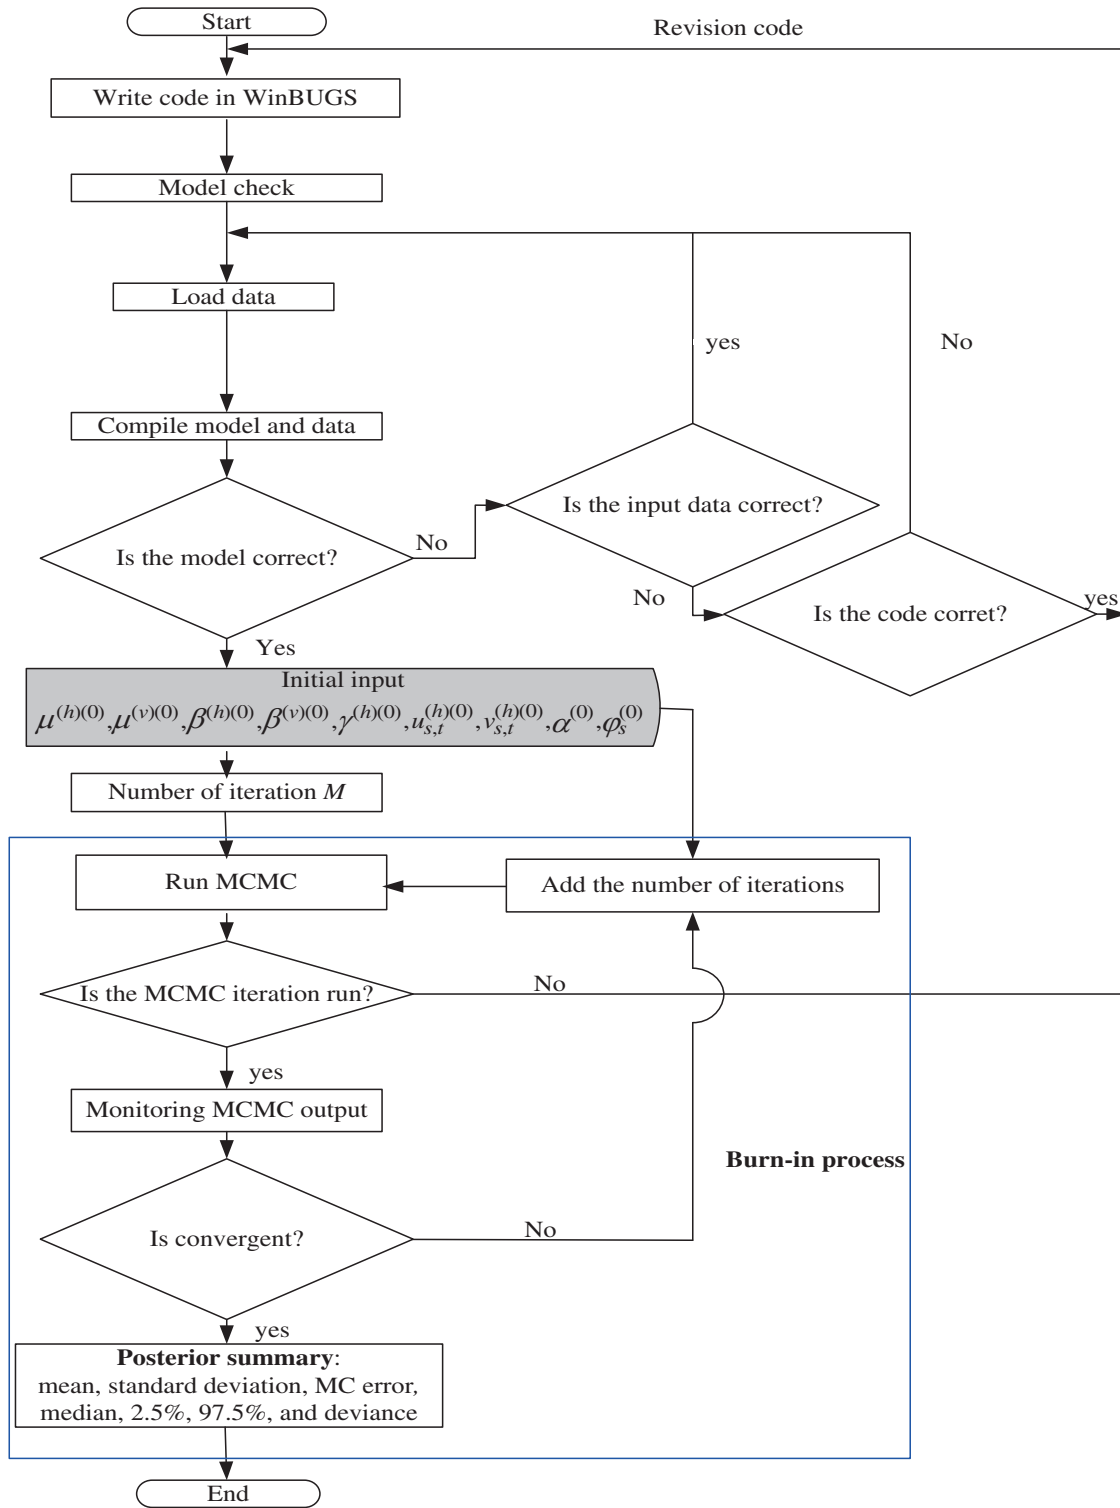 Start
Revision code
Write code in WinBUGS
Model check
Load data
yes
No
Compile model and data
Is the input data correct?
Is the model correct?
No
No
Is the code corret?
yes
Yes
Initial input
μ^{(h)(0)}, μ^{(v)(0)}, β^{(h)(0)}, β^{(v)(0)}, γ^{(h)(0)}, u_{s,t}^{(h)(0)}, v_{s,t}^{(h)(0)}, α^{(0)}, φ_s^{(0)}
Number of iteration M
Run MCMC
Add the number of iterations
Is the MCMC iteration run?
No
yes
Monitoring MCMC output
Burn-in process
Is convergent?
No
yes
Posterior summary:
mean, standard deviation, MC error,
median, 2.5%, 97.5%, and deviance
End